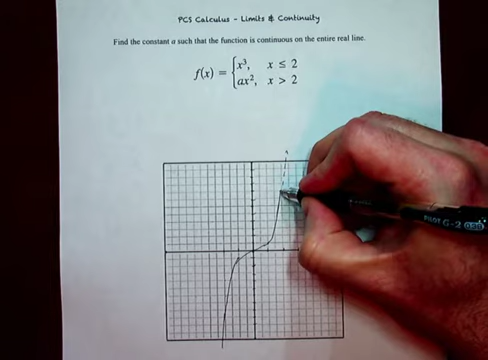 PCS Calculus - Limits & Continuity
Find the constant a such that the function is continuous on the entire real line.
f(x) = { x³, x ≤ 2
ax², x > 2
PILOT G-2